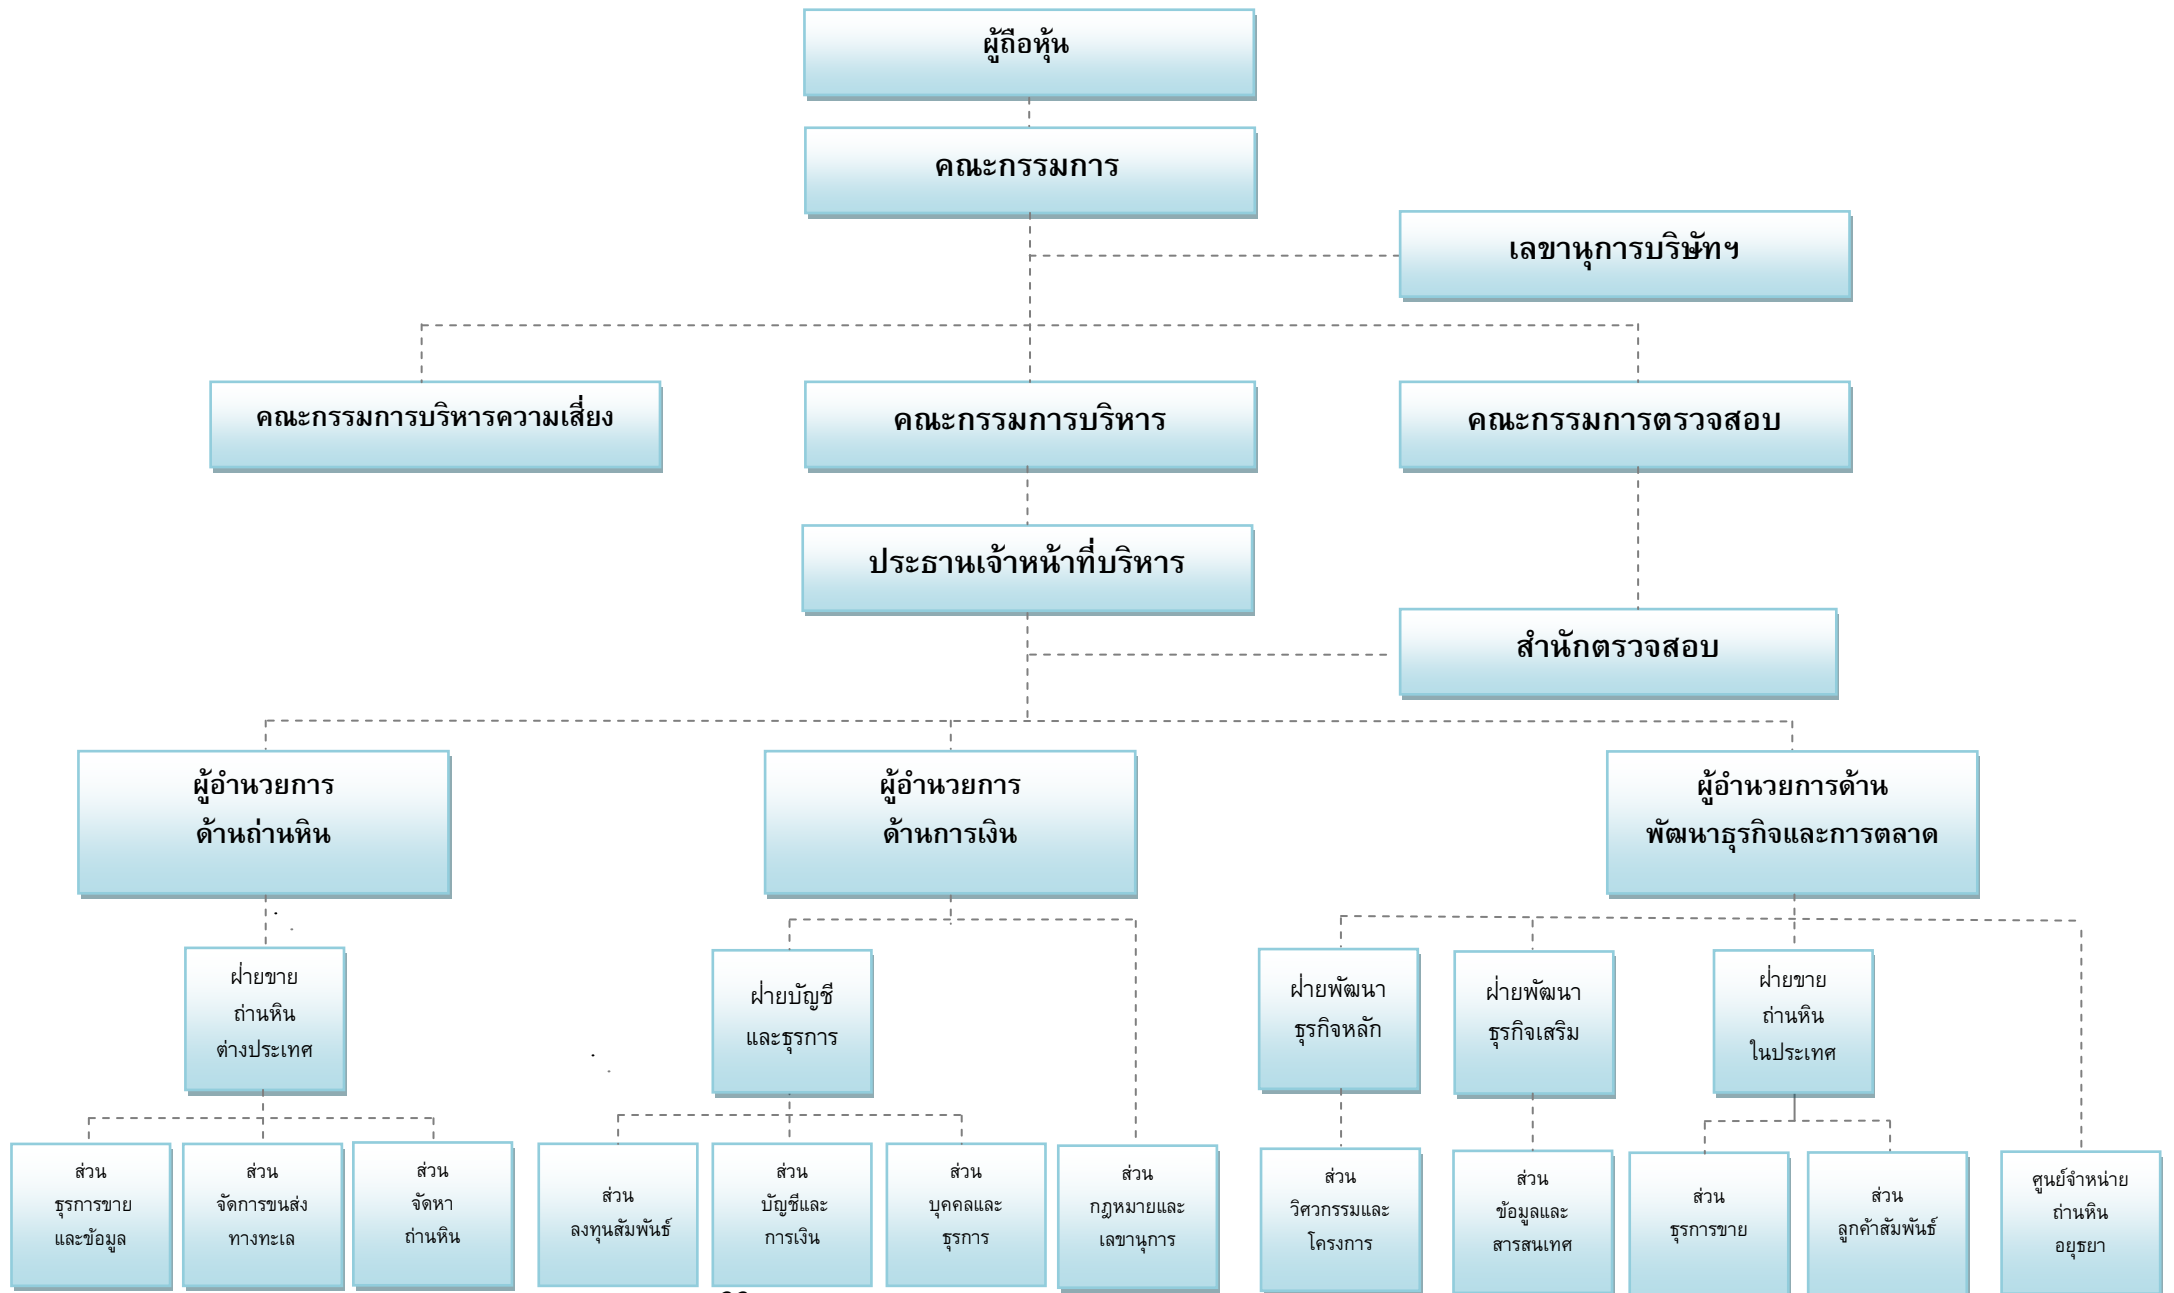 ผู้ถือหุ้น
คณะกรรมการ
เลขานุการบริษัทฯ
คณะกรรมการบริหารความเสี่ยง
คณะกรรมการบริหาร
คณะกรรมการตรวจสอบ
ประธานเจ้าหน้าที่บริหาร
สำนักตรวจสอบ
ผู้อำนวยการ
ด้านถ่านหิน
ผู้อำนวยการ
ด้านการเงิน
ผู้อำนวยการด้าน
พัฒนาธุรกิจและการตลาด
ฝ่ายขาย
ถ่านหิน
ต่างประเทศ
ฝ่ายบัญชี
และธุรการ
ฝ่ายพัฒนา
ธุรกิจหลัก
ฝ่ายพัฒนา
ธุรกิจเสริม
ฝ่ายขาย
ถ่านหิน
ในประเทศ
ส่วน
ธุรการขาย
และข้อมูล
ส่วน
จัดการขนส่ง
ทางทะเล
ส่วน
จัดหา
ถ่านหิน
ส่วน
ลงทุนสัมพันธ์
ส่วน
บัญชีและ
การเงิน
ส่วน
บุคคลและ
ธุรการ
ส่วน
กฎหมายและ
เลขานุการ
ส่วน
วิศวกรรมและ
โครงการ
ส่วน
ข้อมูลและ
สารสนเทศ
ส่วน
ธุรการขาย
ส่วน
ลูกค้าสัมพันธ์
ศูนย์จำหน่าย
ถ่านหิน
อยุธยา